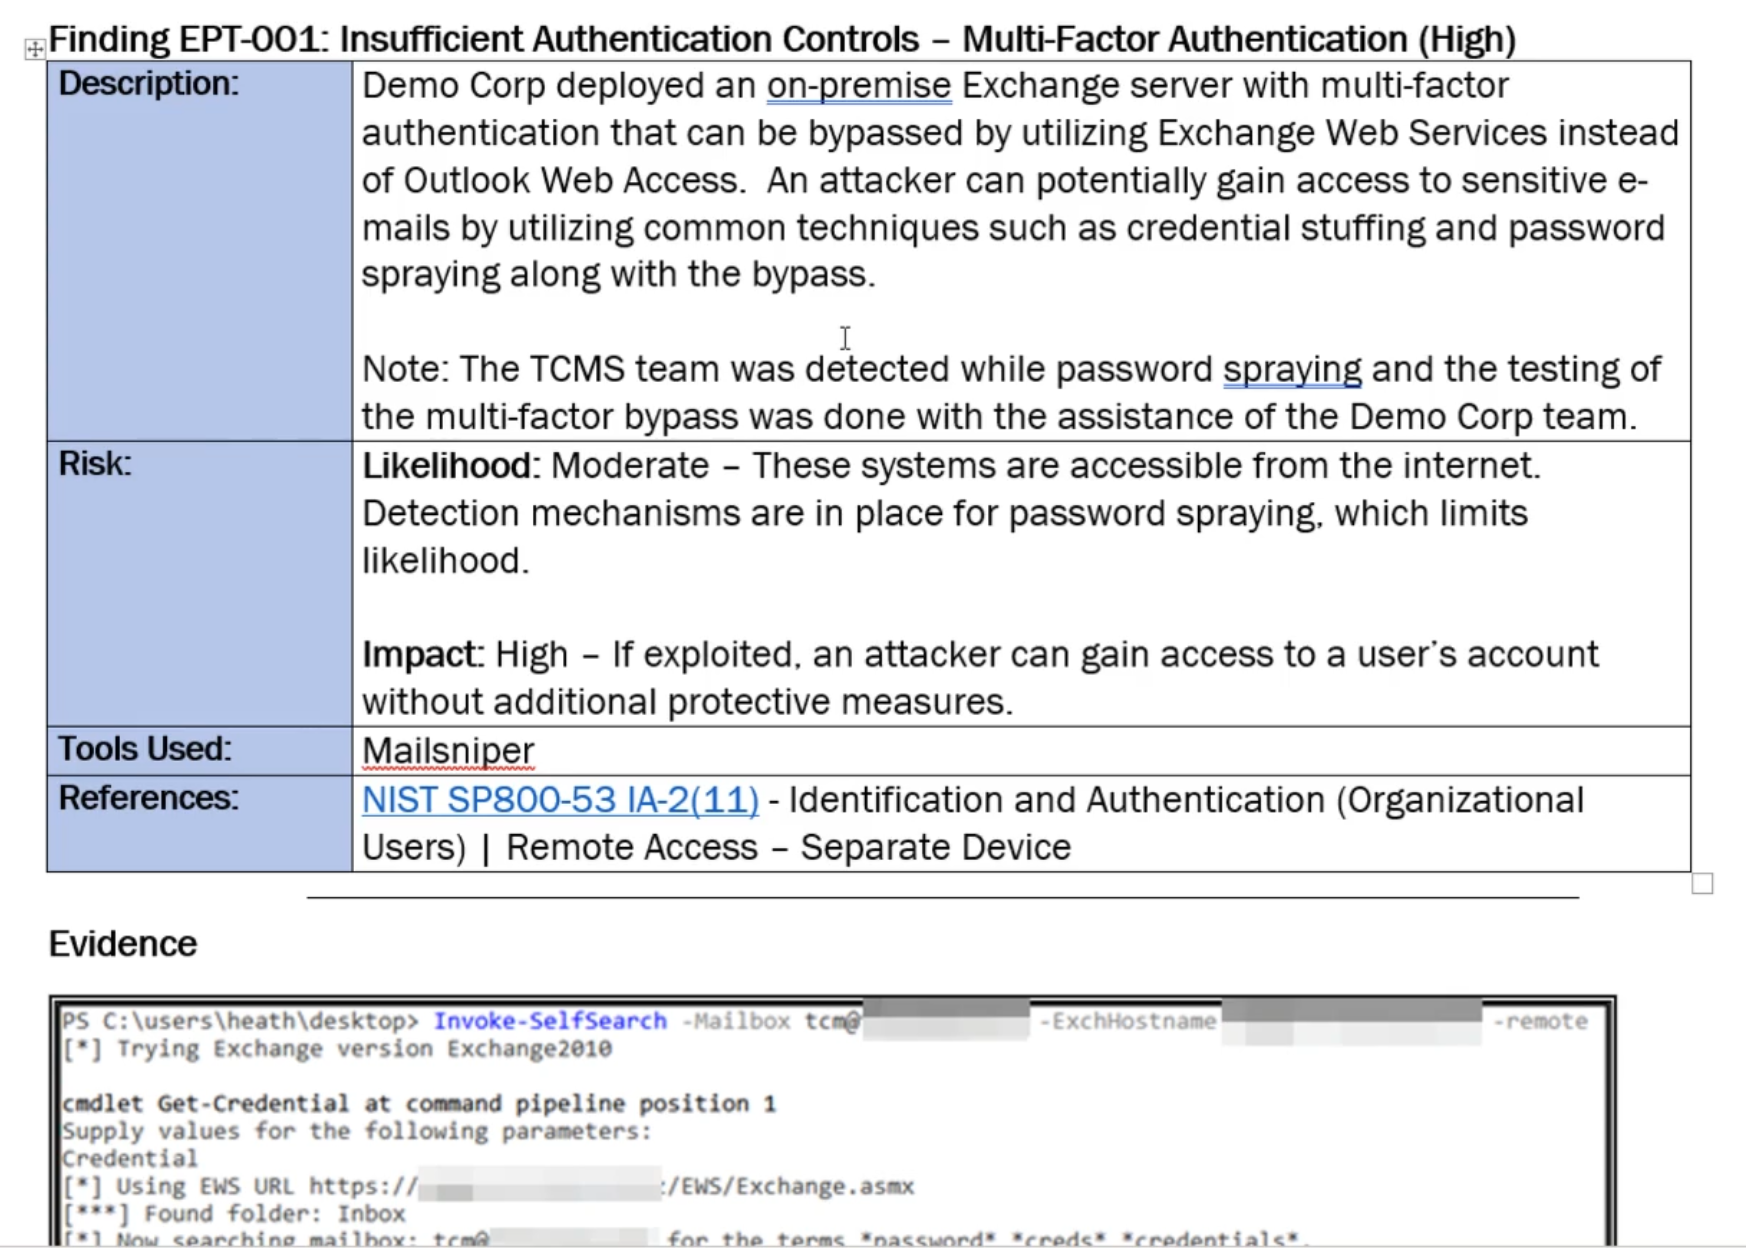 Finding EPT-001: Insufficient Authentication Controls – Multi-Factor Authentication (High)
Description:
Demo Corp deployed an on-premise Exchange server with multi-factor
authentication that can be bypassed by utilizing Exchange Web Services instead
of Outlook Web Access.  An attacker can potentially gain access to sensitive e-
mails by utilizing common techniques such as credential stuffing and password
spraying along with the bypass.
Note: The TCMS team was detected while password spraying and the testing of
the multi-factor bypass was done with the assistance of the Demo Corp team.
Risk:
Likelihood: Moderate – These systems are accessible from the internet.
Detection mechanisms are in place for password spraying, which limits
likelihood.
Impact: High – If exploited, an attacker can gain access to a user's account
without additional protective measures.
Tools Used:
Mailsniper
References:
NIST SP800-53 IA-2(11) - Identification and Authentication (Organizational
Users) | Remote Access – Separate Device
Evidence
PS C:\users\heath\desktop> Invoke-SelfSearch -Mailbox tcm@ -ExchHostname -remote
[*] Trying Exchange version Exchange2010
cmdlet Get-Credential at command pipeline position 1
Supply values for the following parameters:
Credential
[*] Using EWS URL https:// :/EWS/Exchange.asmx
[***] Found folder: Inbox
[*] Now searching mailbox: tcm@ for the terms *password* *creds* *credentials*.